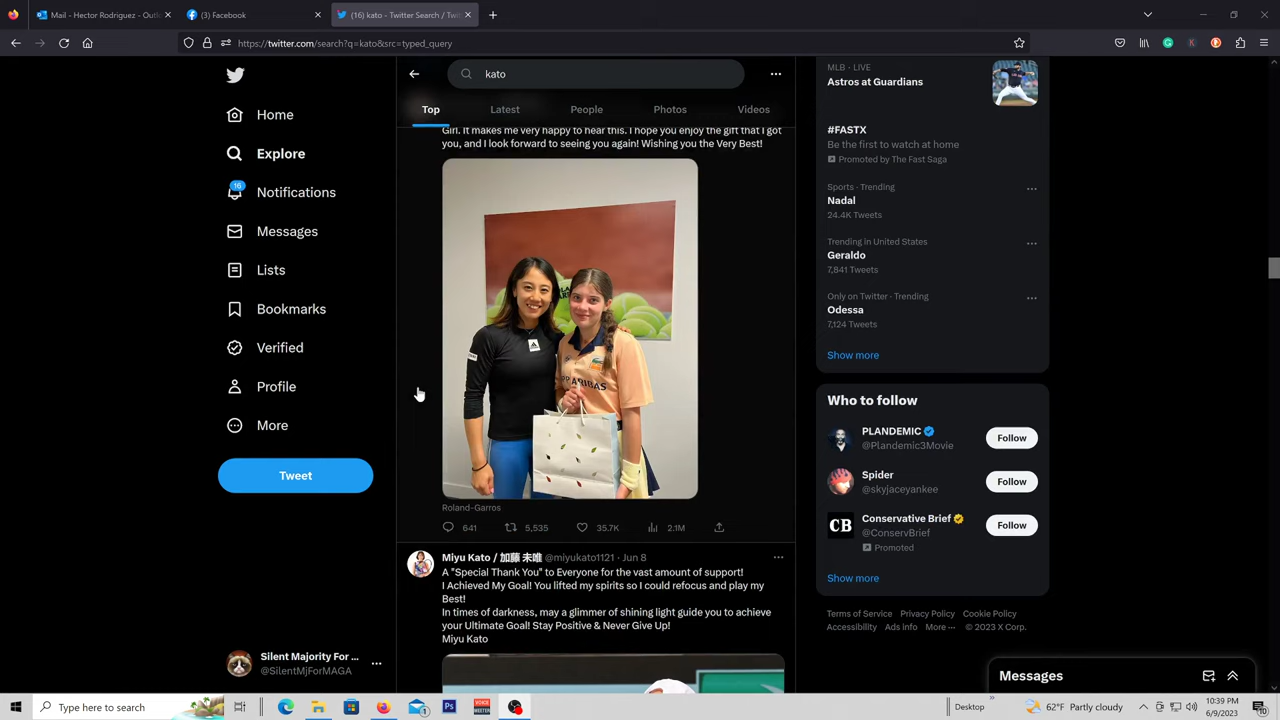 Mail - Hector Rodriguez - Outl
(3) Facebook
(16) kato - Twitter Search / Twi
https://twitter.com/search?q=kato&src=typed_query
kato
Top
Latest
People
Photos
Videos
Home
Explore
16
Notifications
Messages
Lists
Bookmarks
Verified
Profile
More
Tweet
Silent Majority For ...
@SilentMjForMAGA
Girl. It makes me very happy to hear this. I hope you enjoy the gift that I got
you, and I look forward to seeing you again! Wishing you the Very Best!
Roland-Garros
641
5,535
35.7K
2.1M
Miyu Kato / 加藤 未唯 @miyukato1121 · Jun 8
A "Special Thank You" to Everyone for the vast amount of support!
I Achieved My Goal! You lifted my spirits so I could refocus and play my
Best!
In times of darkness, may a glimmer of shining light guide you to achieve
your Ultimate Goal! Stay Positive & Never Give Up!
Miyu Kato
MLB · LIVE
Astros at Guardians
#FASTX
Be the first to watch at home
Promoted by The Fast Saga
Sports · Trending
Nadal
24.4K Tweets
Trending in United States
Geraldo
7,841 Tweets
Only on Twitter · Trending
Odessa
7,124 Tweets
Show more
Who to follow
PLANDEMIC
@Plandemic3Movie
Follow
Spider
@skyjaceyankee
Follow
CB
Conservative Brief
@ConservBrief
Promoted
Follow
Show more
Terms of Service Privacy Policy Cookie Policy
Accessibility Ads info More ··· © 2023 X Corp.
Messages
Type here to search
Ps
VOICE
MEETER
Desktop
62°F Partly cloudy
10:39 PM
6/9/2023